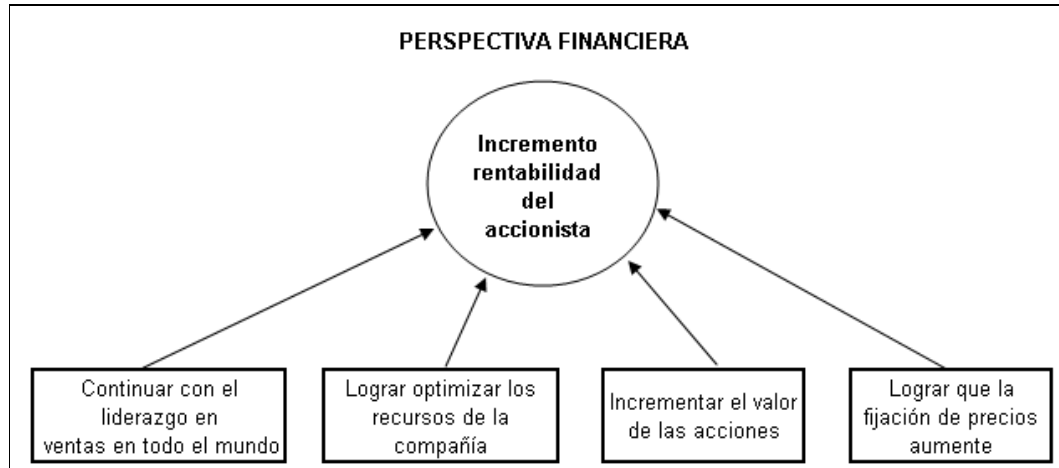 PERSPECTIVA FINANCIERA
Incremento
rentabilidad
del
accionista
Continuar con el
liderazgo en
ventas en todo el mundo
Lograr optimizar los
recursos de la
compañía
Incrementar el valor
de las acciones
Lograr que la
fijación de precios
aumente